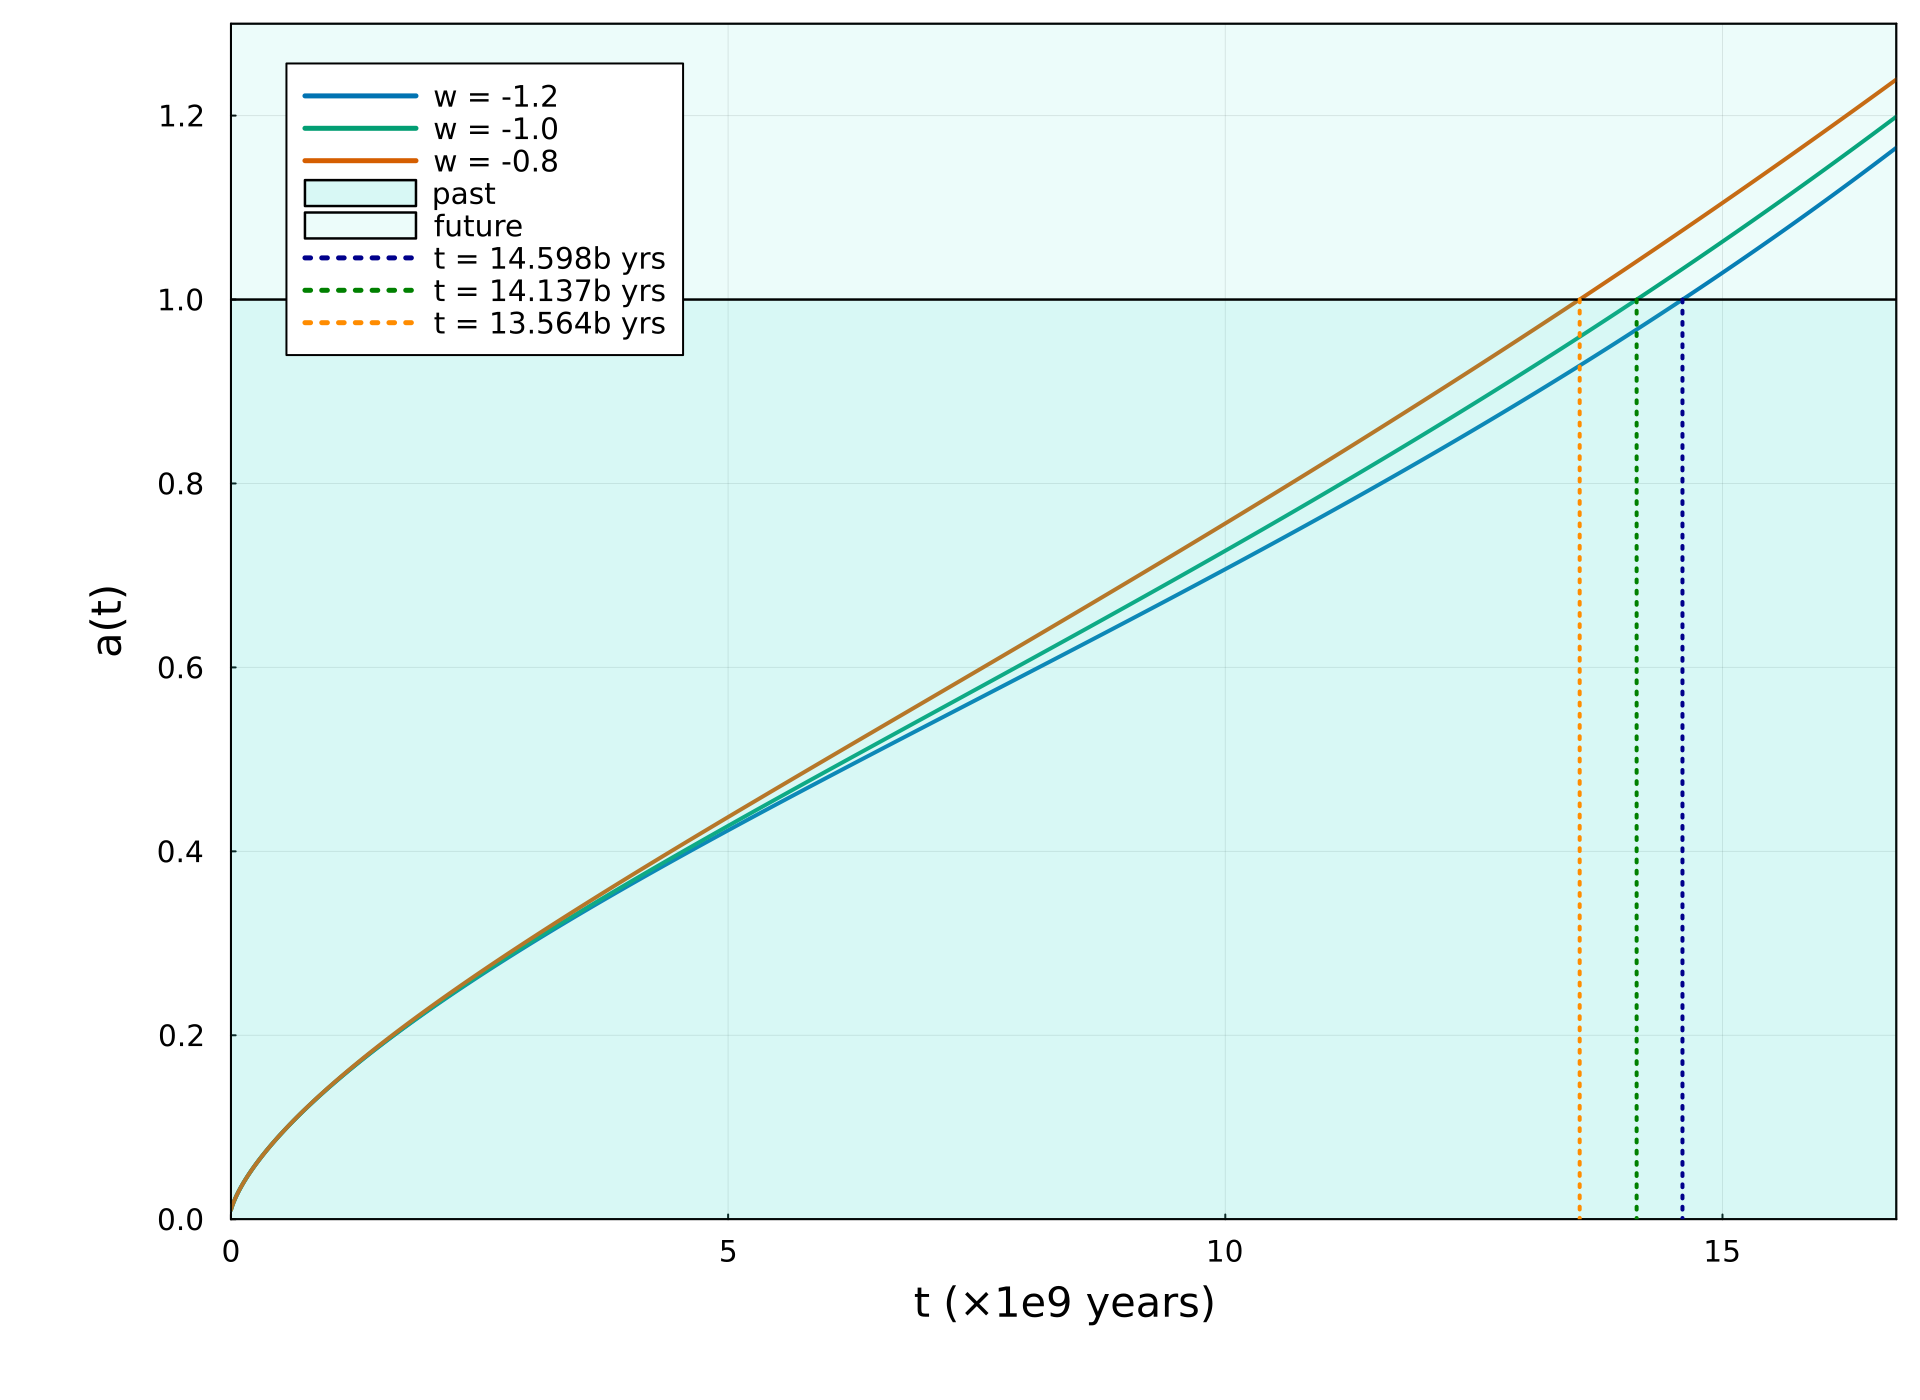 w = -1.2
w = -1.0
w = -0.8
past
future
t = 14.598b yrs
t = 14.137b yrs
t = 13.564b yrs
1.2
1.0
0.8
0.6
0.4
0.2
0.0
a(t)
0 5 10 15
t (×1e9 years)